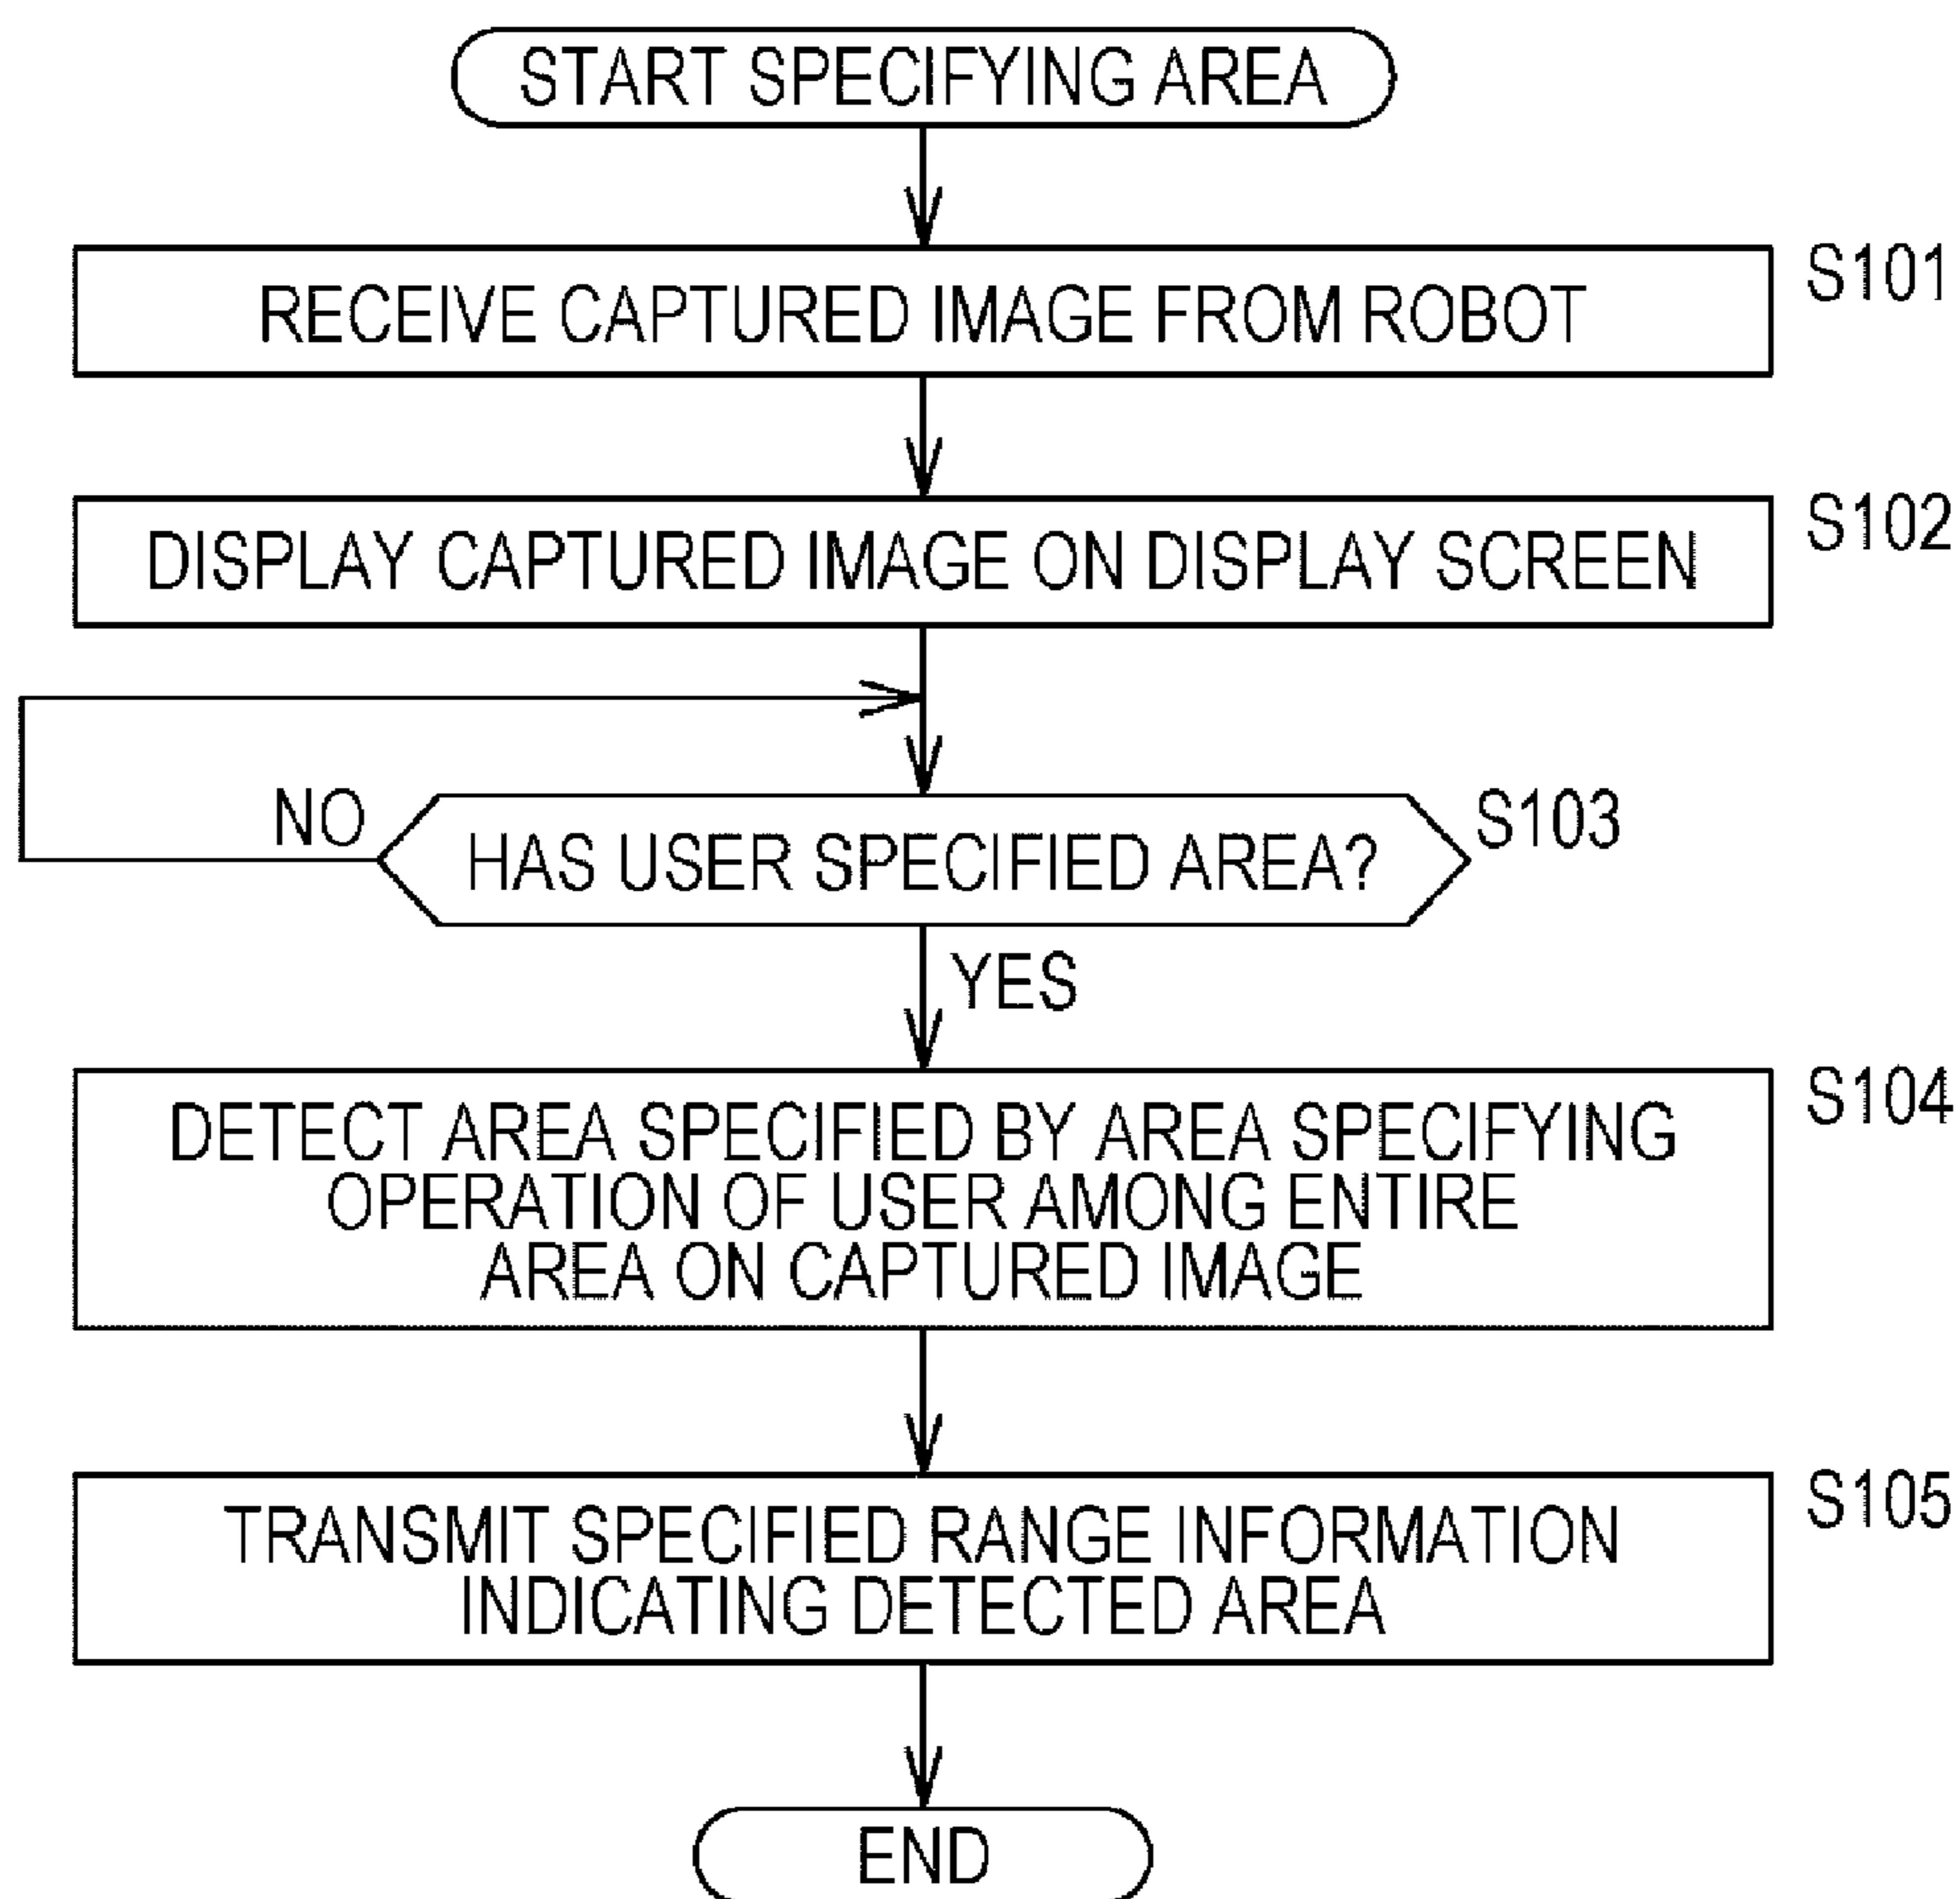 START SPECIFYING AREA
S101
RECEIVE CAPTURED IMAGE FROM ROBOT
S102
DISPLAY CAPTURED IMAGE ON DISPLAY SCREEN
NO
S103
HAS USER SPECIFIED AREA?
YES
S104
DETECT AREA SPECIFIED BY AREA SPECIFYING
OPERATION OF USER AMONG ENTIRE
AREA ON CAPTURED IMAGE
S105
TRANSMIT SPECIFIED RANGE INFORMATION
INDICATING DETECTED AREA
END